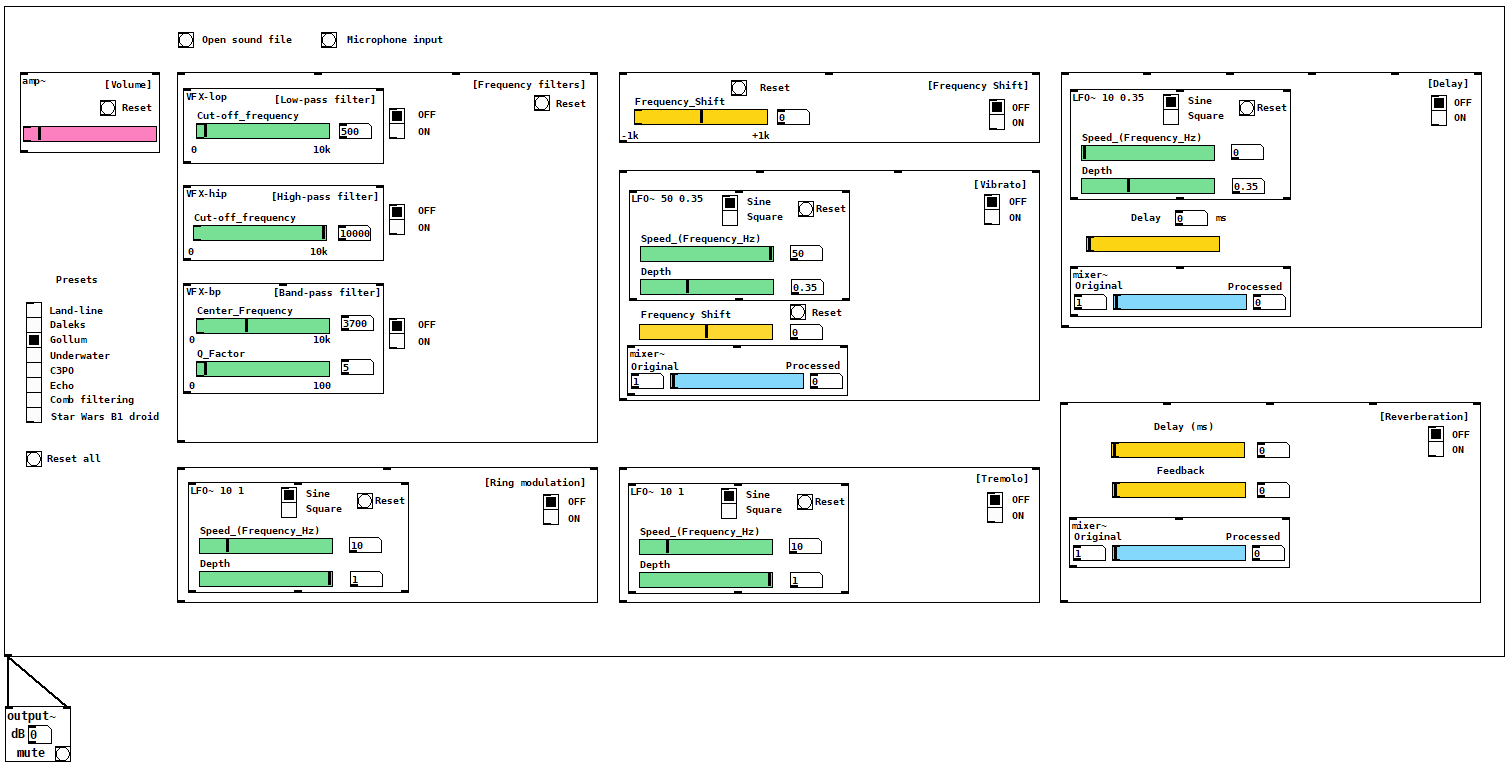 Open sound file
Microphone input
amp~
[Volume]
Reset
[Frequency filters]
Reset
VFX-lop
[Low-pass filter]
Cut-off_frequency
500
0
10k
OFF
ON
VFX-hip
[High-pass filter]
Cut-off_frequency
10000
0
10k
OFF
ON
VFX-bp
[Band-pass filter]
Center_Frequency
3700
0
10k
Q_Factor
5
0
100
OFF
ON
Presets
Land-line
Daleks
Gollum
Underwater
C3PO
Echo
Comb filtering
Star Wars B1 droid
Reset all
[Ring modulation]
LFO~ 10 1
Sine
Square
Reset
OFF
ON
Speed_(Frequency_Hz)
10
Depth
1
[Frequency Shift]
Reset
Frequency_Shift
0
-1k
+1k
OFF
ON
[Vibrato]
LFO~ 50 0.35
Sine
Square
Reset
OFF
ON
Speed_(Frequency_Hz)
50
Depth
0.35
Frequency Shift
Reset
0
mixer~
Original
Processed
1
0
[Tremolo]
LFO~ 10 1
Sine
Square
Reset
OFF
ON
Speed_(Frequency_Hz)
10
Depth
1
[Delay]
LFO~ 10 0.35
Sine
Square
Reset
OFF
ON
Speed_(Frequency_Hz)
0
Depth
0.35
Delay
0
ms
mixer~
Original
Processed
1
0
[Reverberation]
Delay (ms)
0
OFF
ON
Feedback
0
mixer~
Original
Processed
1
0
output~
dB
0
mute